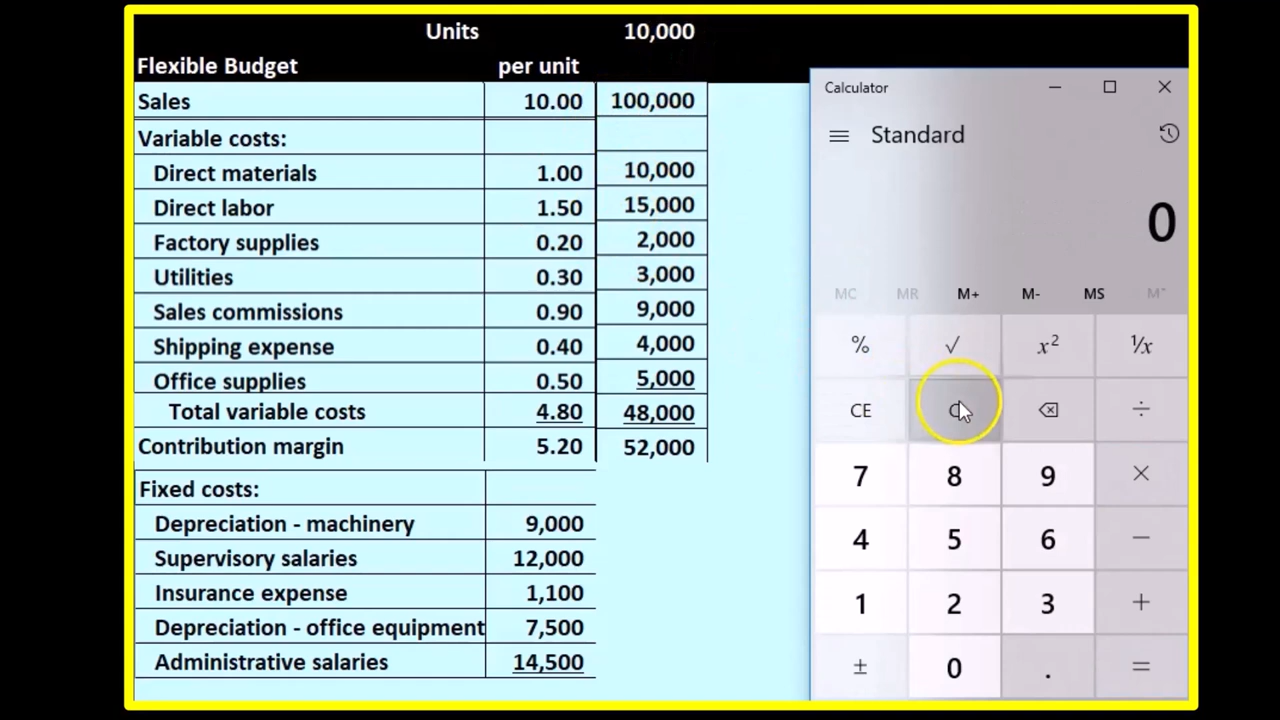 Units 10,000
Flexible Budget per unit
Sales 10.00 100,000
Variable costs:
Direct materials 1.00 10,000
Direct labor 1.50 15,000
Factory supplies 0.20 2,000
Utilities 0.30 3,000
Sales commissions 0.90 9,000
Shipping expense 0.40 4,000
Office supplies 0.50 5,000
Total variable costs 4.80 48,000
Contribution margin 5.20 52,000
Fixed costs:
Depreciation - machinery 9,000
Supervisory salaries 12,000
Insurance expense 1,100
Depreciation - office equipment 7,500
Administrative salaries 14,500
Calculator
Standard
0
MC MR M+ M- MS
% √ x² ¹/x
CE ÷
7 8 9 ×
4 5 6 −
1 2 3 +
± 0 . =